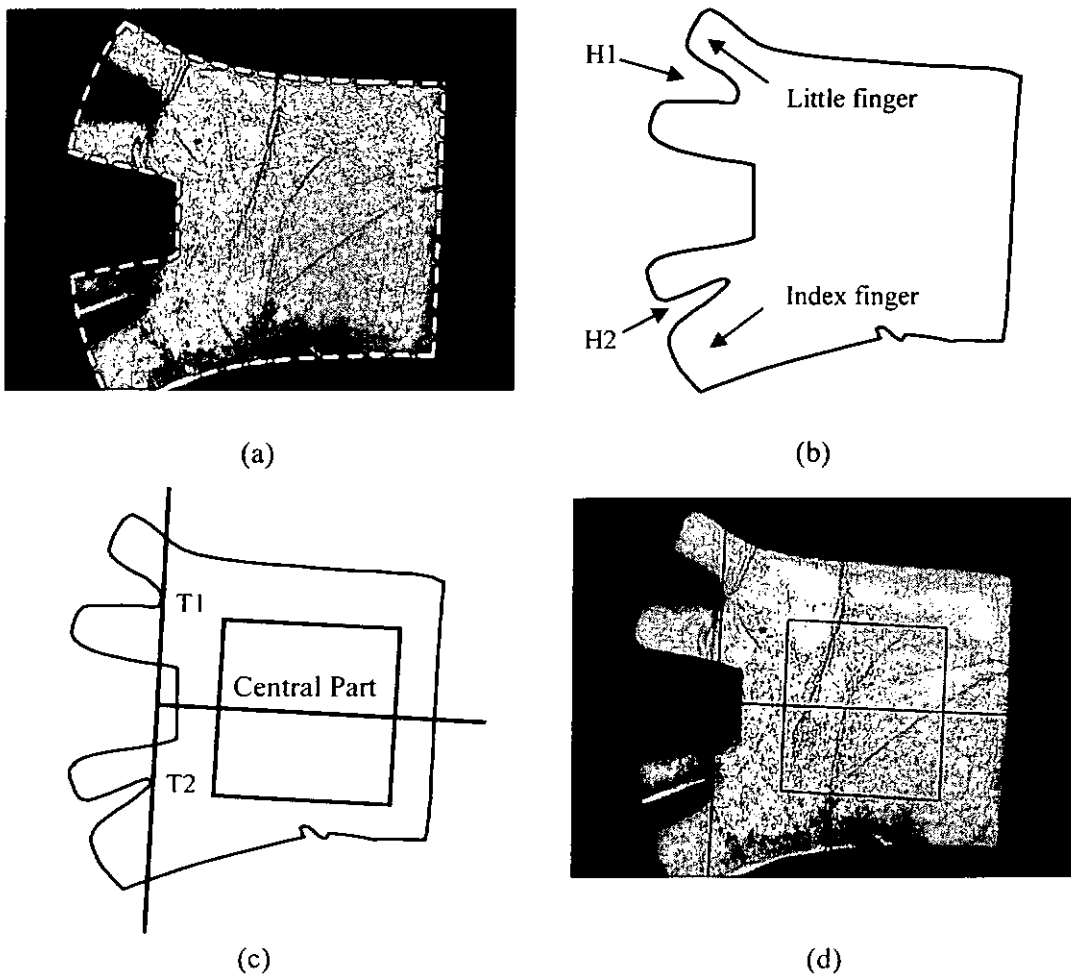 H1
Little finger
Index finger
H2
(a)
(b)
T1
Central Part
T2
(c)
(d)